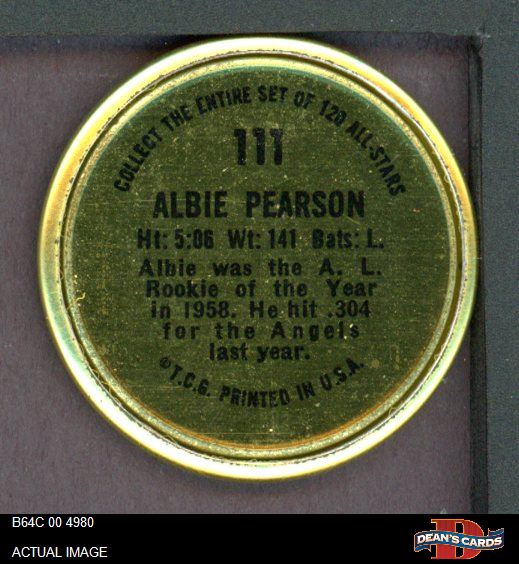 COLLECT THE ENTIRE SET OF 120 ALL-STARS
111
ALBIE PEARSON
Ht: 5:06 Wt: 141 Bats: L.
Albie was the A. L.
Rookie of the Year
in 1958. He hit .304
for the Angels
last year.
©T.C.G. PRINTED IN U.S.A.
B64C 00 4980
ACTUAL IMAGE
D
DEAN'S CARDS